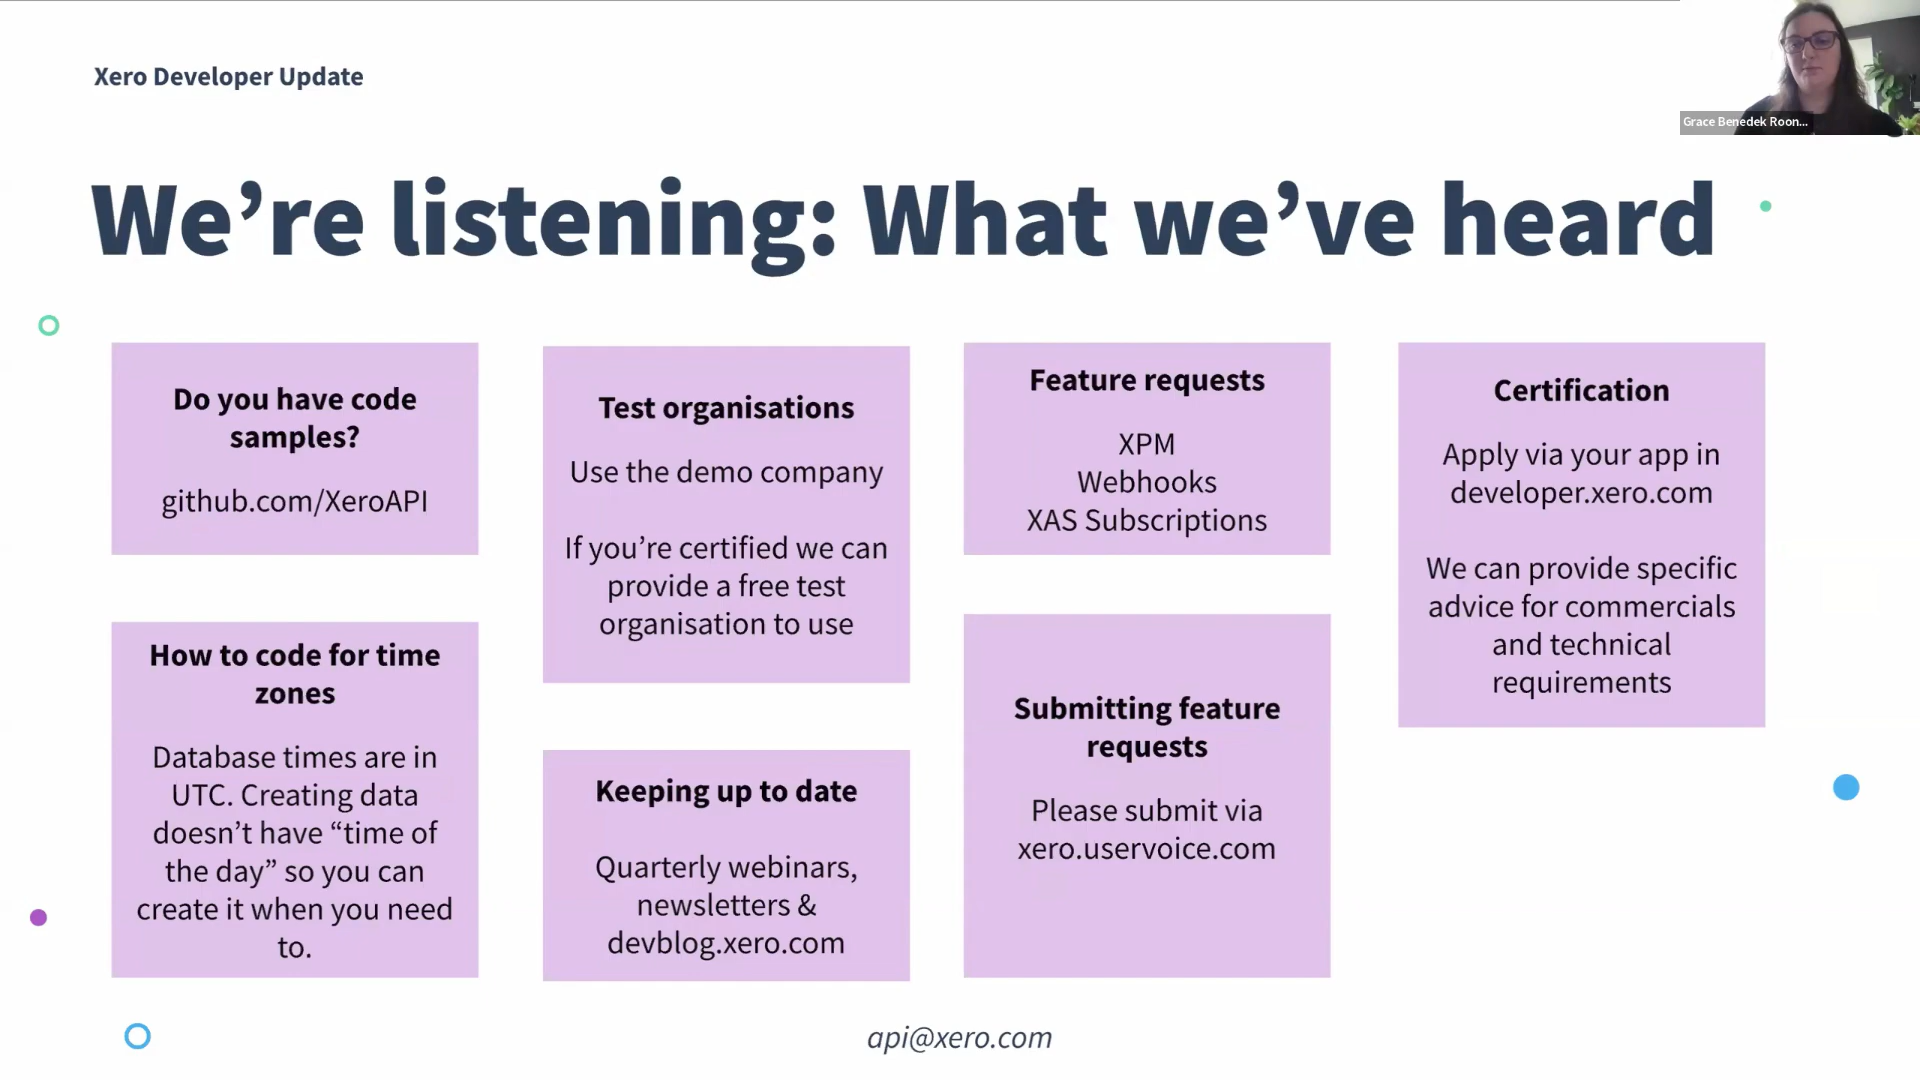 Xero Developer Update
Grace Benedek Roon...
We’re listening: What we’ve heard
Do you have code
samples?
github.com/XeroAPI
How to code for time
zones
Database times are in
UTC. Creating data
doesn’t have “time of
the day” so you can
create it when you need
to.
Test organisations
Use the demo company
If you’re certified we can
provide a free test
organisation to use
Keeping up to date
Quarterly webinars,
newsletters &
devblog.xero.com
Feature requests
XPM
Webhooks
XAS Subscriptions
Submitting feature
requests
Please submit via
xero.uservoice.com
Certification
Apply via your app in
developer.xero.com
We can provide specific
advice for commercials
and technical
requirements
api@xero.com